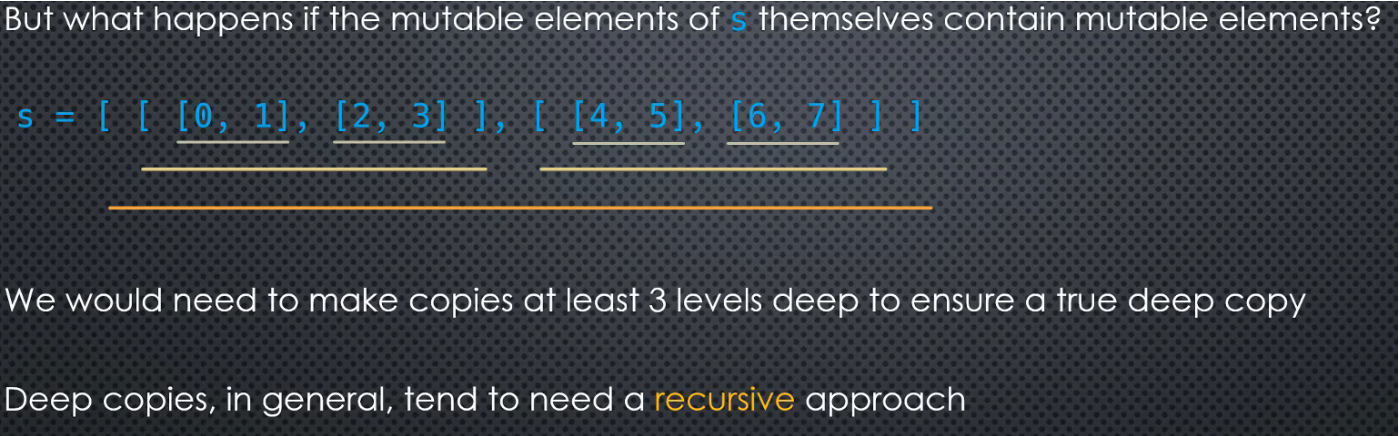 But what happens if the mutable elements of s themselves contain mutable elements?
s = [ [ [0, 1], [2, 3] ], [ [4, 5], [6, 7] ] ]
We would need to make copies at least 3 levels deep to ensure a true deep copy
Deep copies, in general, tend to need a recursive approach